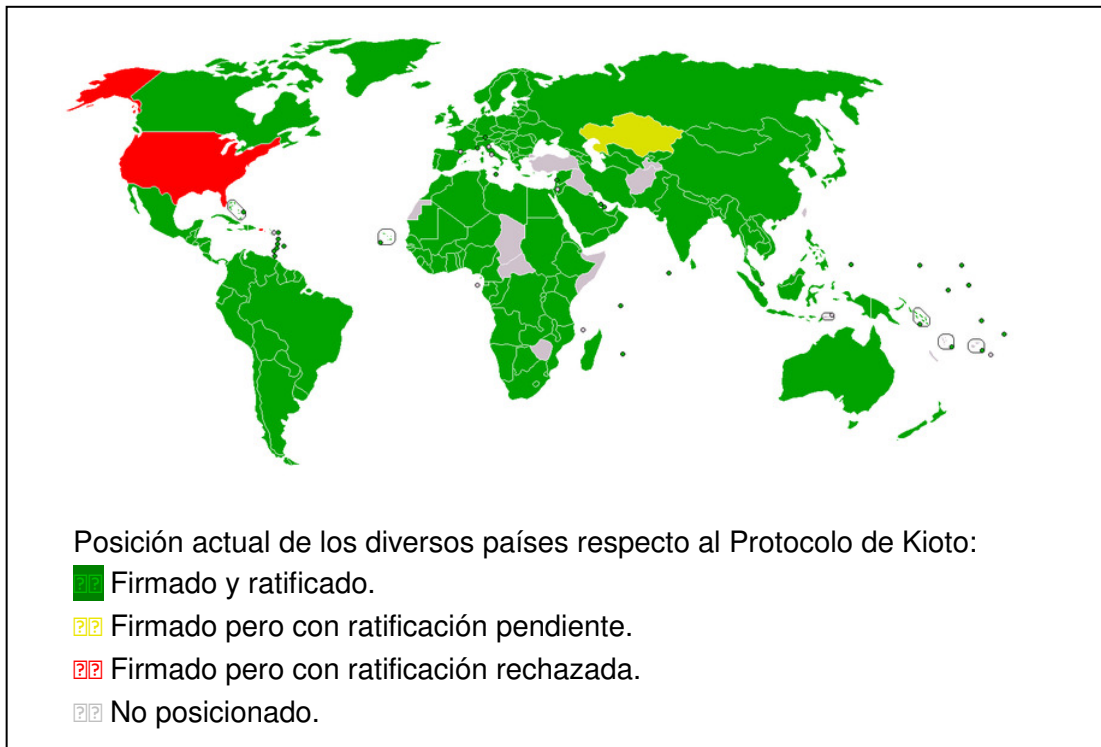 Posición actual de los diversos países respecto al Protocolo de Kioto:
Firmado y ratificado.
Firmado pero con ratificación pendiente.
Firmado pero con ratificación rechazada.
No posicionado.